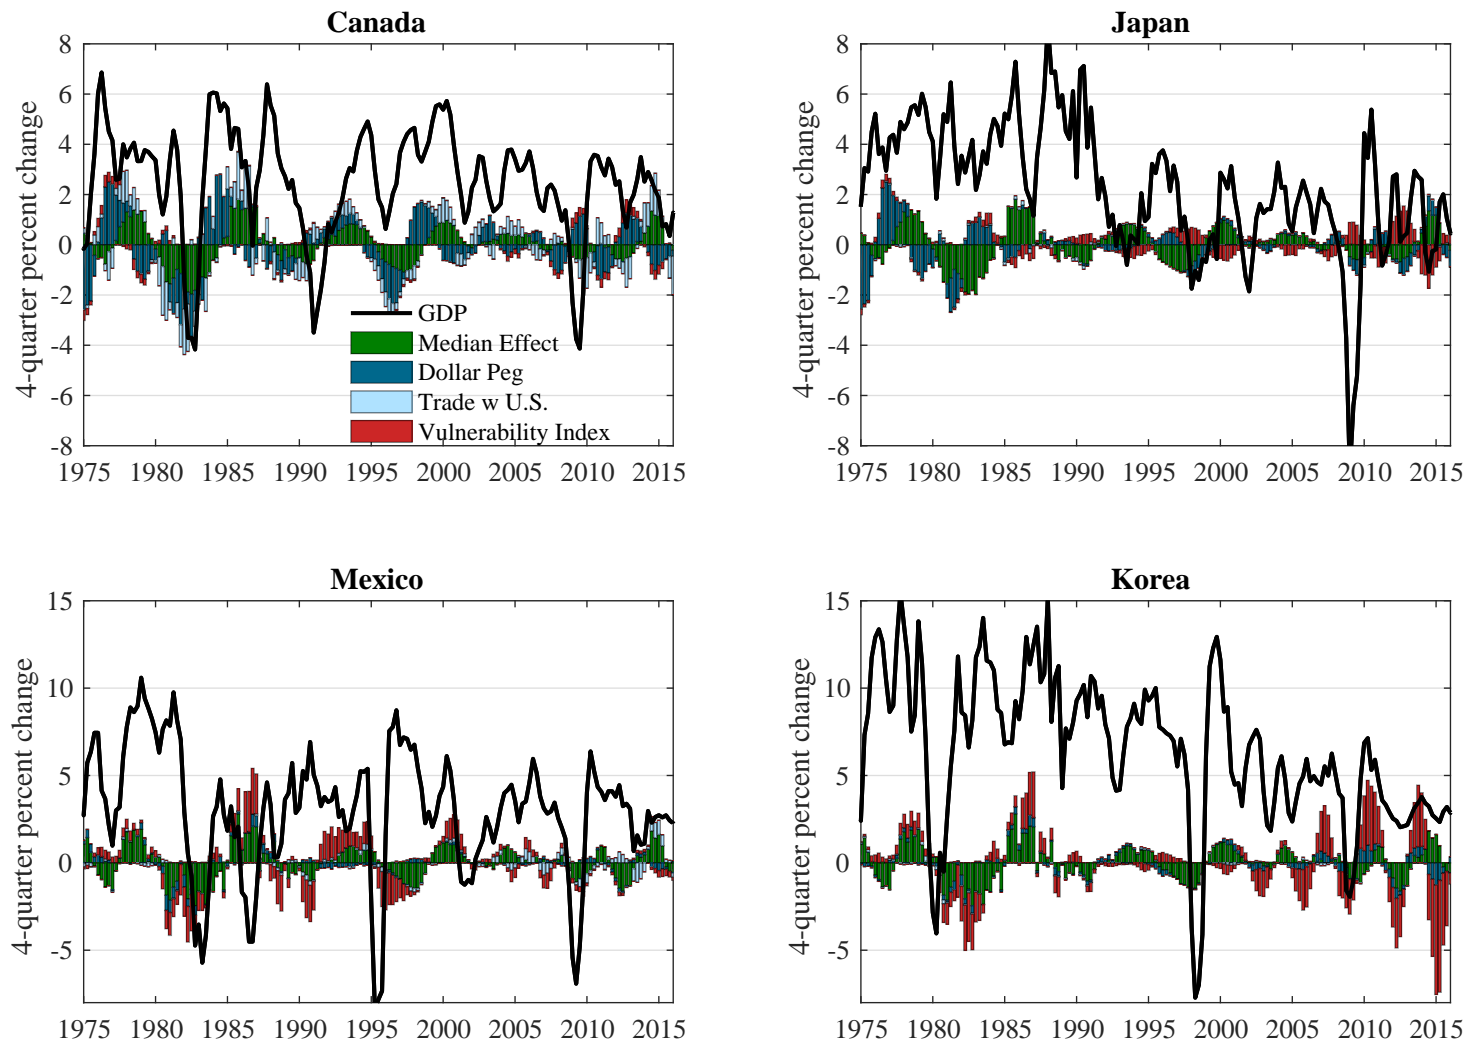 Canada
8
6
4
2
0
-2
-4
-6
-8
4-quarter percent change
GDP
Median Effect
Dollar Peg
Trade w U.S.
Vulnerability Index
1975 1980 1985 1990 1995 2000 2005 2010 2015
Japan
8
6
4
2
0
-2
-4
-6
-8
4-quarter percent change
1975 1980 1985 1990 1995 2000 2005 2010 2015
Mexico
15
10
5
0
-5
4-quarter percent change
1975 1980 1985 1990 1995 2000 2005 2010 2015
Korea
15
10
5
0
-5
4-quarter percent change
1975 1980 1985 1990 1995 2000 2005 2010 2015